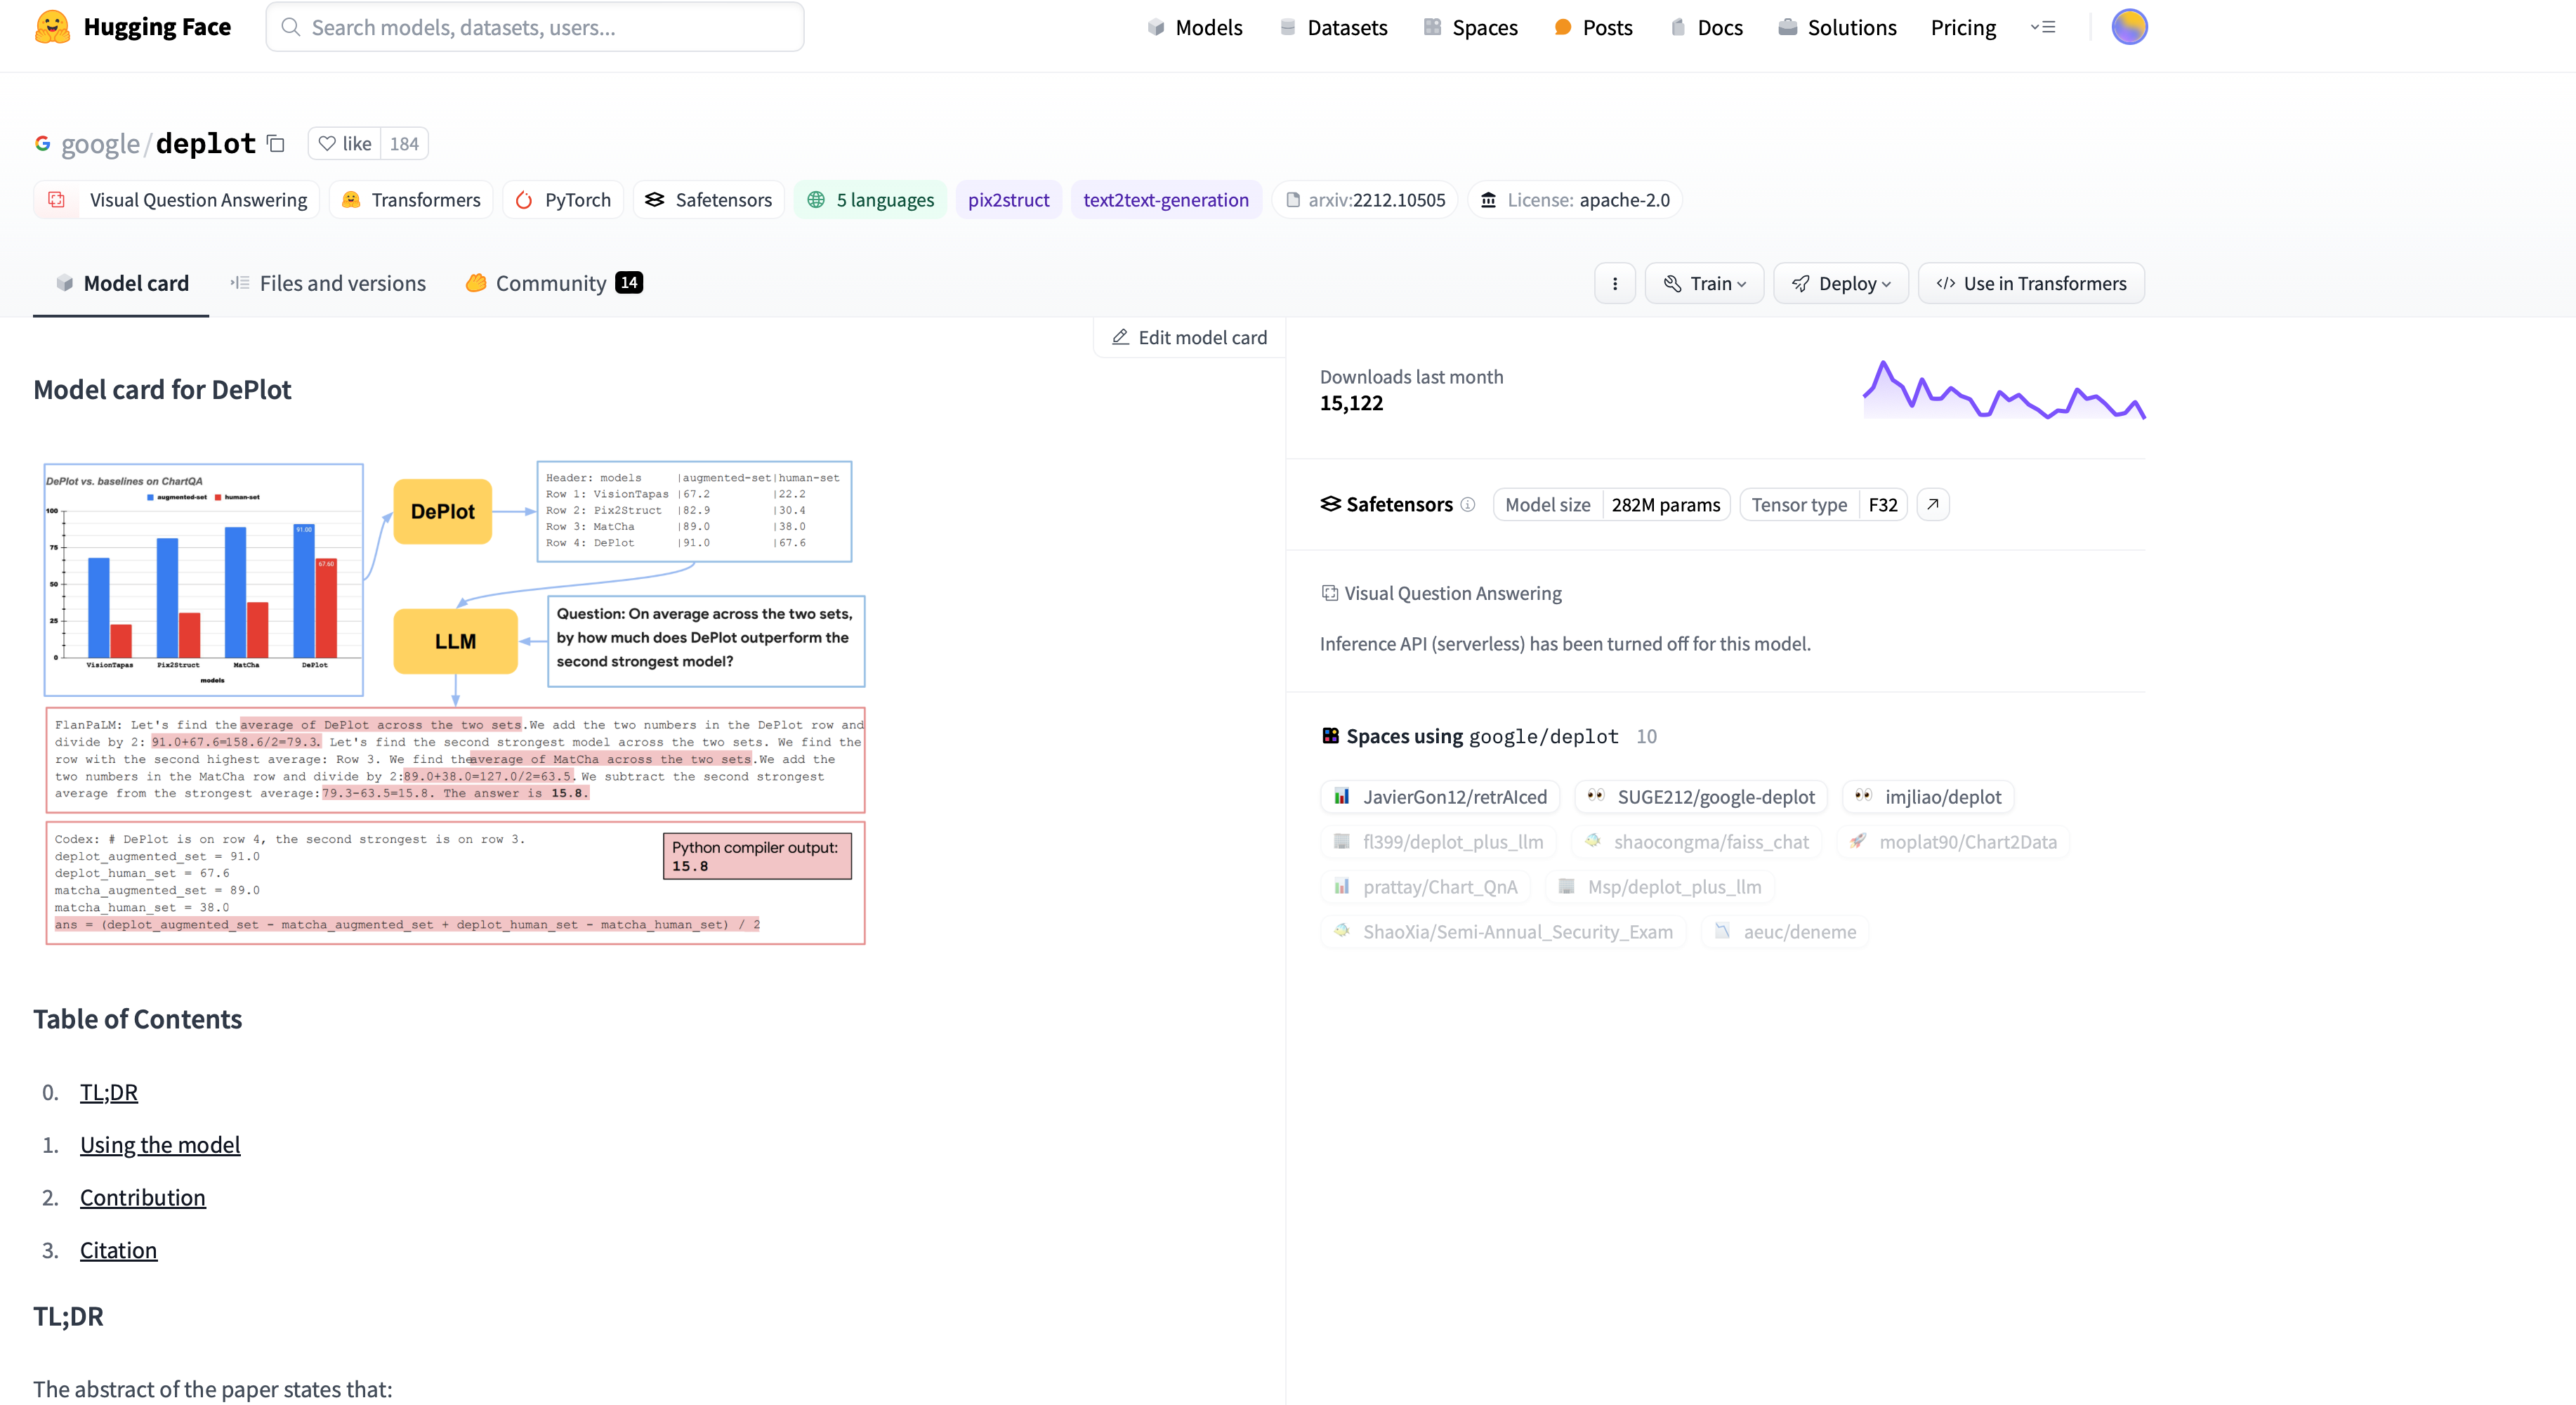 Hugging Face
Search models, datasets, users...
Models
Datasets
Spaces
Posts
Docs
Solutions
Pricing
google/deplot
like 184
Visual Question Answering
Transformers
PyTorch
Safetensors
5 languages
pix2struct
text2text-generation
arxiv:2212.10505
License: apache-2.0
Model card
Files and versions
Community 14
Train
Deploy
Use in Transformers
Edit model card
Model card for DePlot
DePlot vs. baselines on ChartQA
augmented-set human-set
100
75
50
25
0
91.00
67.60
VisionTapas Pix2Struct MatCha DePlot
models
DePlot
Header: models |augmented-set|human-set
Row 1: VisionTapas |67.2 |22.2
Row 2: Pix2Struct |82.9 |30.4
Row 3: MatCha |89.0 |38.0
Row 4: DePlot |91.0 |67.6
LLM
Question: On average across the two sets,
by how much does DePlot outperform the
second strongest model?
FlanPaLM: Let's find the average of DePlot across the two sets. We add the two numbers in the DePlot row and
divide by 2: 91.0+67.6=158.6/2=79.3. Let's find the second strongest model across the two sets. We find the
row with the second highest average: Row 3. We find the average of MatCha across the two sets. We add the
two numbers in the MatCha row and divide by 2: 89.0+38.0=127.0/2=63.5. We subtract the second strongest
average from the strongest average: 79.3-63.5=15.8. The answer is 15.8.
Codex: # DePlot is on row 4, the second strongest is on row 3.
deplot_augmented_set = 91.0
deplot_human_set = 67.6
matcha_augmented_set = 89.0
matcha_human_set = 38.0
ans = (deplot_augmented_set - matcha_augmented_set + deplot_human_set - matcha_human_set) / 2
Python compiler output:
15.8
Table of Contents
0. TL;DR
1. Using the model
2. Contribution
3. Citation
TL;DR
The abstract of the paper states that:
Downloads last month
15,122
Safetensors
Model size 282M params
Tensor type F32
Visual Question Answering
Inference API (serverless) has been turned off for this model.
Spaces using google/deplot 10
JavierGon12/retrAIced
SUGE212/google-deplot
imjliao/deplot
fl399/deplot_plus_llm
shaocongma/faiss_chat
moplat90/Chart2Data
prattay/Chart_QnA
Msp/deplot_plus_llm
ShaoXia/Semi-Annual_Security_Exam
aeuc/deneme